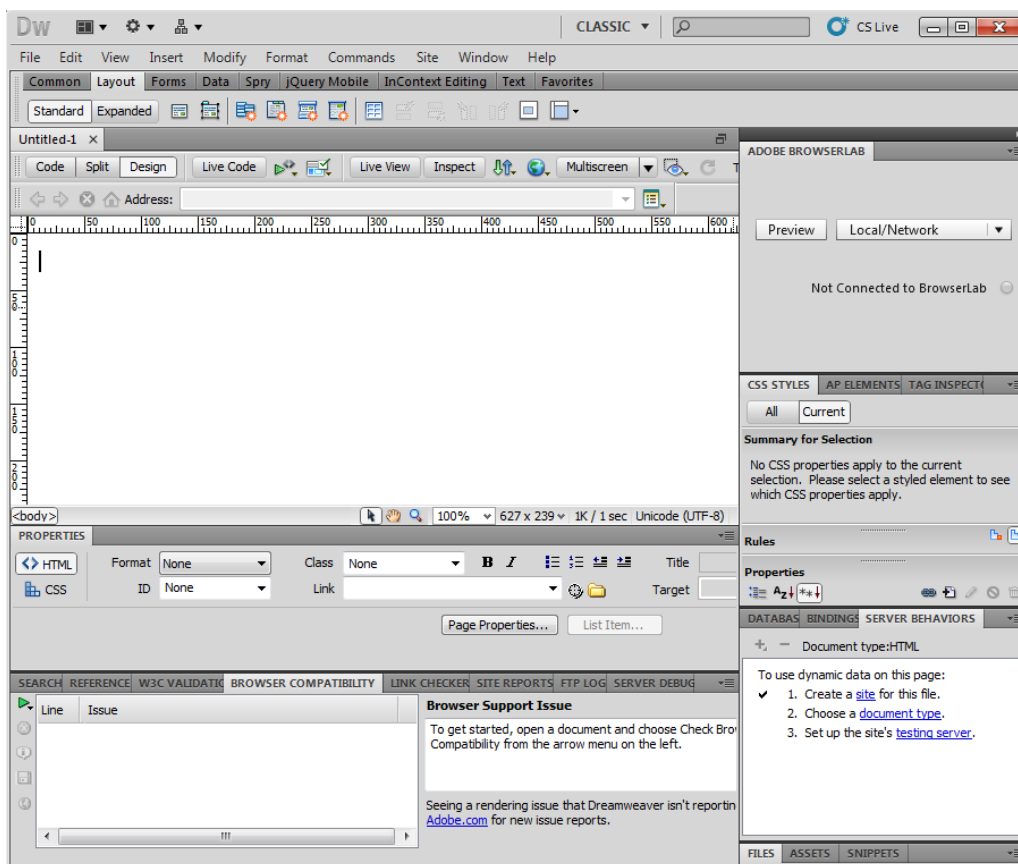 Dw CLASSIC CS Live
File Edit View Insert Modify Format Commands Site Window Help
Common Layout Forms Data Spry jQuery Mobile InContext Editing Text Favorites
Standard Expanded
Untitled-1
Code Split Design Live Code Live View Inspect Multiscreen
Address:
0 50 100 150 200 250 300 350 400 450 500 550 600
0
50
100
150
200
<body> 100% 627 x 239 1K / 1 sec Unicode (UTF-8)
PROPERTIES
HTML Format None Class None B I Title
CSS ID None Link Target
Page Properties... List Item...
SEARCH REFERENCE W3C VALIDATIO BROWSER COMPATIBILITY LINK CHECKER SITE REPORTS FTP LOG SERVER DEBUG
Line Issue
Browser Support Issue
To get started, open a document and choose Check Bro
Compatibility from the arrow menu on the left.
Seeing a rendering issue that Dreamweaver isn't reportin
Adobe.com for new issue reports.
ADOBE BROWSERLAB
Preview Local/Network
Not Connected to BrowserLab
CSS STYLES AP ELEMENTS TAG INSPECT
All Current
Summary for Selection
No CSS properties apply to the current
selection. Please select a styled element to see
which CSS properties apply.
Rules
Properties
DATABAS BINDINGS SERVER BEHAVIORS
Document type:HTML
To use dynamic data on this page:
1. Create a site for this file.
2. Choose a document type.
3. Set up the site's testing server.
FILES ASSETS SNIPPETS